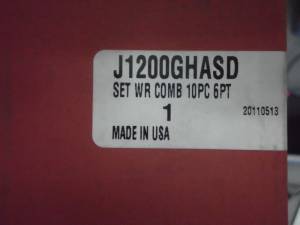 J1200GHASD
SET WR COMB 10PC 6PT
1
20110513
MADE IN USA